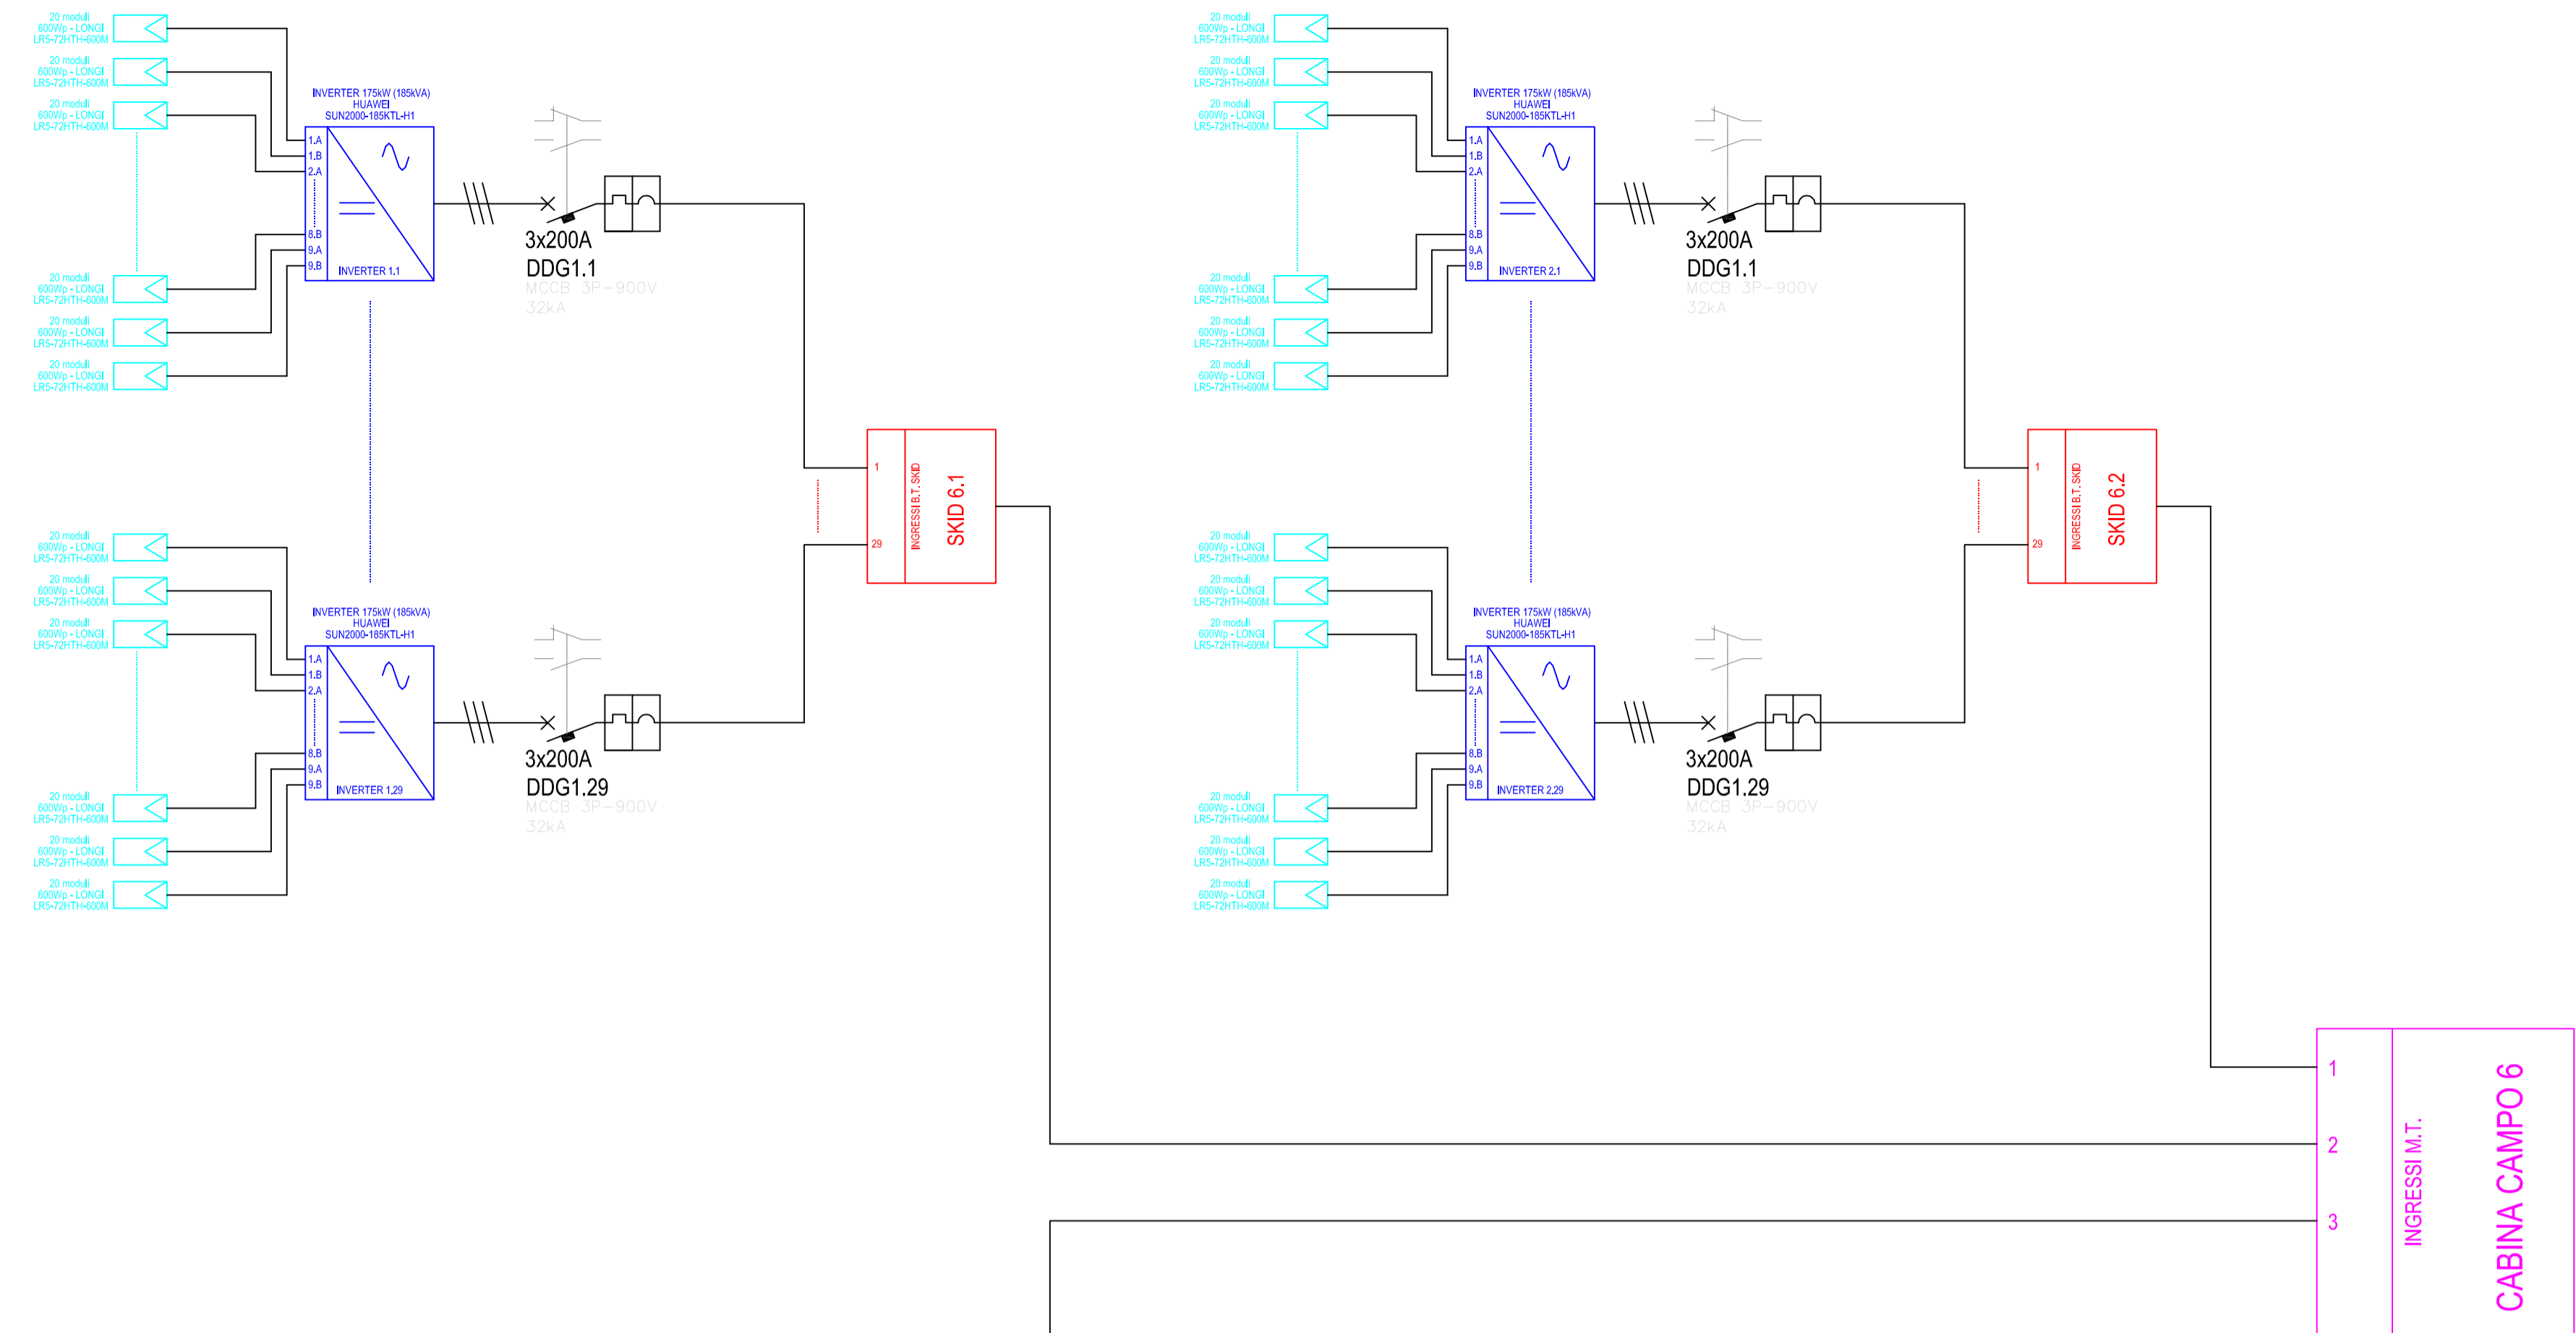 20 moduli
600Wp - LONGI
LR5-72HTH-600M
20 moduli
600Wp - LONGI
LR5-72HTH-600M
20 moduli
600Wp - LONGI
LR5-72HTH-600M
20 moduli
600Wp - LONGI
LR5-72HTH-600M
20 moduli
600Wp - LONGI
LR5-72HTH-600M
20 moduli
600Wp - LONGI
LR5-72HTH-600M
INVERTER 175kW (185kVA)
HUAWEI
SUN2000-185KTL-H1
1.A
1.B
2.A
8.B
9.A
9.B
INVERTER 1.1
3x200A
DDG1.1
MCCB 3P-900V
32kA
20 moduli
600Wp - LONGI
LR5-72HTH-600M
20 moduli
600Wp - LONGI
LR5-72HTH-600M
20 moduli
600Wp - LONGI
LR5-72HTH-600M
20 moduli
600Wp - LONGI
LR5-72HTH-600M
20 moduli
600Wp - LONGI
LR5-72HTH-600M
20 moduli
600Wp - LONGI
LR5-72HTH-600M
INVERTER 175kW (185kVA)
HUAWEI
SUN2000-185KTL-H1
1.A
1.B
2.A
8.B
9.A
9.B
INVERTER 1.29
3x200A
DDG1.29
MCCB 3P-900V
32kA
1
29
INGRESSI B.T. SKID
SKID 6.1
20 moduli
600Wp - LONGI
LR5-72HTH-600M
20 moduli
600Wp - LONGI
LR5-72HTH-600M
20 moduli
600Wp - LONGI
LR5-72HTH-600M
20 moduli
600Wp - LONGI
LR5-72HTH-600M
20 moduli
600Wp - LONGI
LR5-72HTH-600M
20 moduli
600Wp - LONGI
LR5-72HTH-600M
INVERTER 175kW (185kVA)
HUAWEI
SUN2000-185KTL-H1
1.A
1.B
2.A
8.B
9.A
9.B
INVERTER 2.1
3x200A
DDG1.1
MCCB 3P-900V
32kA
20 moduli
600Wp - LONGI
LR5-72HTH-600M
20 moduli
600Wp - LONGI
LR5-72HTH-600M
20 moduli
600Wp - LONGI
LR5-72HTH-600M
20 moduli
600Wp - LONGI
LR5-72HTH-600M
20 moduli
600Wp - LONGI
LR5-72HTH-600M
20 moduli
600Wp - LONGI
LR5-72HTH-600M
INVERTER 175kW (185kVA)
HUAWEI
SUN2000-185KTL-H1
1.A
1.B
2.A
8.B
9.A
9.B
INVERTER 2.29
3x200A
DDG1.29
MCCB 3P-900V
32kA
1
29
INGRESSI B.T. SKID
SKID 6.2
1
2
3
INGRESSI M.T.
CABINA CAMPO 6